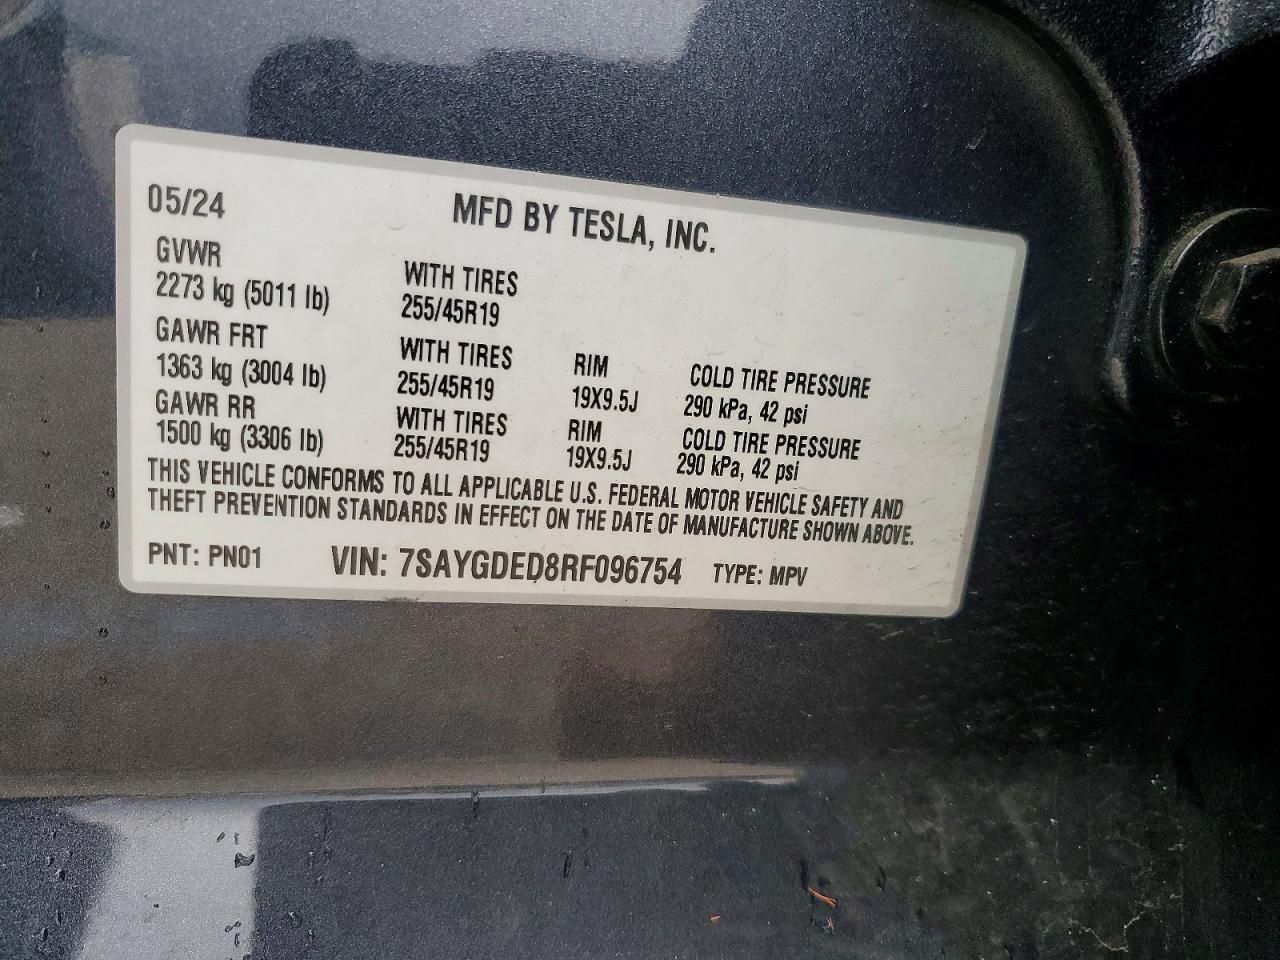 05/24 MFD BY TESLA, INC.
GVWR
2273 kg (5011 lb) WITH TIRES 255/45R19
GAWR FRT
1363 kg (3004 lb) WITH TIRES 255/45R19 RIM 19X9.5J COLD TIRE PRESSURE 290 kPa, 42 psi
GAWR RR
1500 kg (3306 lb) WITH TIRES 255/45R19 RIM 19X9.5J COLD TIRE PRESSURE 290 kPa, 42 psi
THIS VEHICLE CONFORMS TO ALL APPLICABLE U.S. FEDERAL MOTOR VEHICLE SAFETY AND
THEFT PREVENTION STANDARDS IN EFFECT ON THE DATE OF MANUFACTURE SHOWN ABOVE.
PNT: PN01 VIN: 7SAYGDED8RF096754 TYPE: MPV